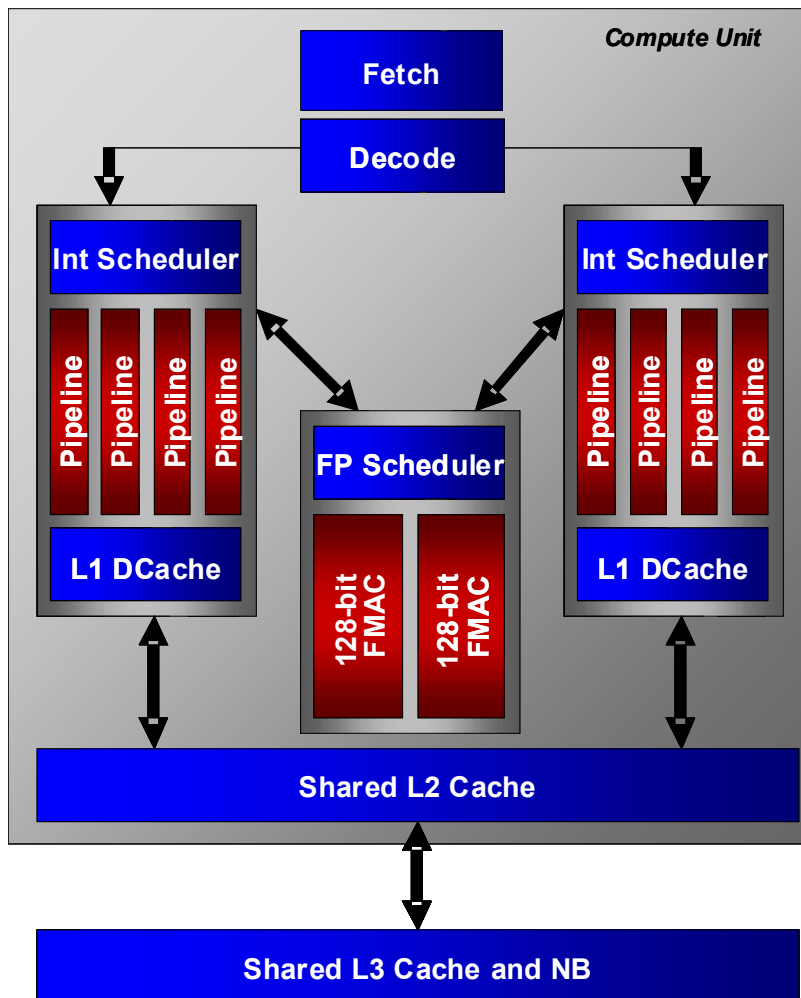 Compute Unit
Fetch
Decode
Int Scheduler
Int Scheduler
Pipeline
Pipeline
Pipeline
Pipeline
Pipeline
Pipeline
Pipeline
Pipeline
FP Scheduler
L1 DCache
L1 DCache
128-bit
FMAC
128-bit
FMAC
Shared L2 Cache
Shared L3 Cache and NB